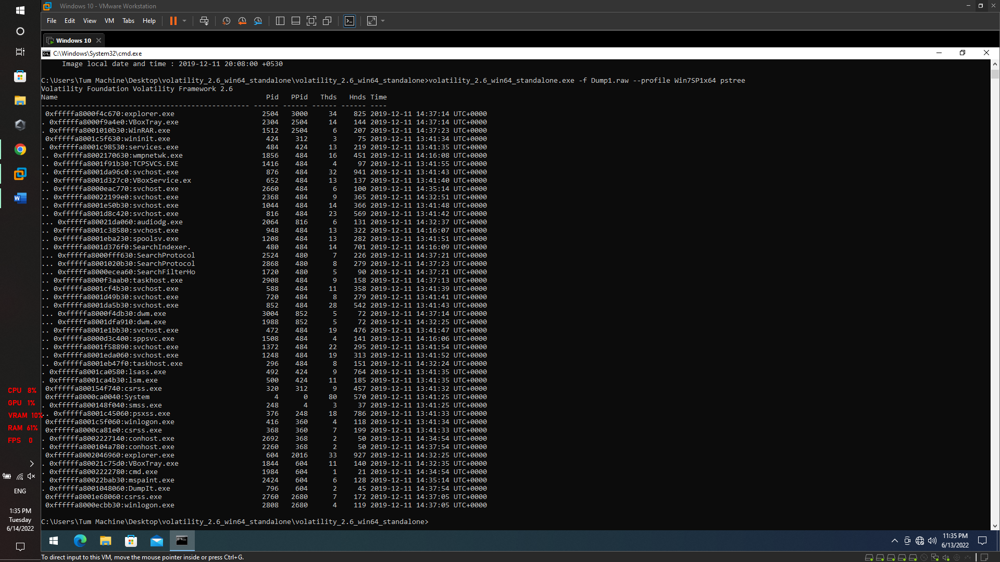 Windows 10 - VMware Workstation
File Edit View VM Tabs Help
Windows 10
C:\Windows\System32\cmd.exe
Image local date and time : 2019-12-11 20:08:00 +0530
C:\Users\Tum Machine\Desktop\volatility_2.6_win64_standalone\volatility_2.6_win64_standalone>volatility_2.6_win64_standalone.exe -f Dump1.raw --profile Win7SP1x64 pstree
Volatility Foundation Volatility Framework 2.6
Name Pid PPid Thds Hnds Time
-------------------------------------------------- ------ ------ ------ ------ ----
0xfffffa8000f4c670:explorer.exe 2504 3000 34 825 2019-12-11 14:37:14 UTC+0000
. 0xfffffa8000f9a4e0:VBoxTray.exe 2304 2504 14 144 2019-12-11 14:37:14 UTC+0000
. 0xfffffa8001010b30:WinRAR.exe 1512 2504 6 207 2019-12-11 14:37:23 UTC+0000
0xfffffa8001c5f630:wininit.exe 424 312 3 75 2019-12-11 13:41:34 UTC+0000
. 0xfffffa8001c98530:services.exe 484 424 13 219 2019-12-11 13:41:35 UTC+0000
.. 0xfffffa8002170630:wmpnetwk.exe 1856 484 16 451 2019-12-11 14:16:08 UTC+0000
.. 0xfffffa8001f91b30:TCPSVCS.EXE 1416 484 4 97 2019-12-11 13:41:55 UTC+0000
.. 0xfffffa8001da96c0:svchost.exe 876 484 32 941 2019-12-11 13:41:43 UTC+0000
.. 0xfffffa8001d327c0:VBoxService.ex 652 484 13 137 2019-12-11 13:41:40 UTC+0000
.. 0xfffffa8000eac770:svchost.exe 2660 484 6 100 2019-12-11 14:35:14 UTC+0000
.. 0xfffffa80022199e0:svchost.exe 2368 484 9 365 2019-12-11 14:32:51 UTC+0000
.. 0xfffffa8001e50b30:svchost.exe 1044 484 14 366 2019-12-11 13:41:48 UTC+0000
.. 0xfffffa8001d8c420:svchost.exe 816 484 23 569 2019-12-11 13:41:42 UTC+0000
... 0xfffffa80021da060:audiodg.exe 2064 816 6 131 2019-12-11 14:32:37 UTC+0000
.. 0xfffffa8001c38580:svchost.exe 948 484 13 322 2019-12-11 14:16:07 UTC+0000
.. 0xfffffa8001eba230:spoolsv.exe 1208 484 13 282 2019-12-11 13:41:51 UTC+0000
.. 0xfffffa8001d376f0:SearchIndexer. 480 484 14 701 2019-12-11 14:16:09 UTC+0000
... 0xfffffa8000fff630:SearchProtocol 2524 480 7 226 2019-12-11 14:37:21 UTC+0000
... 0xfffffa8001020b30:SearchProtocol 2868 480 8 279 2019-12-11 14:37:23 UTC+0000
... 0xfffffa8000ecea60:SearchFilterHo 1720 480 5 90 2019-12-11 14:37:21 UTC+0000
.. 0xfffffa8000f3aab0:taskhost.exe 2908 484 9 158 2019-12-11 14:37:13 UTC+0000
.. 0xfffffa8001cf4b30:svchost.exe 588 484 11 358 2019-12-11 13:41:39 UTC+0000
.. 0xfffffa8001d49b30:svchost.exe 720 484 8 279 2019-12-11 13:41:41 UTC+0000
.. 0xfffffa8001da5b30:svchost.exe 852 484 28 542 2019-12-11 13:41:43 UTC+0000
... 0xfffffa8000f4db30:dwm.exe 3004 852 5 72 2019-12-11 14:37:14 UTC+0000
... 0xfffffa8001dfa910:dwm.exe 1988 852 5 72 2019-12-11 14:32:25 UTC+0000
.. 0xfffffa8001e1bb30:svchost.exe 472 484 19 476 2019-12-11 13:41:47 UTC+0000
.. 0xfffffa8000d3c400:sppsvc.exe 1508 484 4 141 2019-12-11 14:16:06 UTC+0000
.. 0xfffffa8001f58890:svchost.exe 1372 484 22 295 2019-12-11 13:41:54 UTC+0000
.. 0xfffffa8001eda060:svchost.exe 1248 484 19 313 2019-12-11 13:41:52 UTC+0000
.. 0xfffffa8001eb47f0:taskhost.exe 296 484 8 151 2019-12-11 14:32:24 UTC+0000
. 0xfffffa8001ca0580:lsass.exe 492 424 9 764 2019-12-11 13:41:35 UTC+0000
. 0xfffffa8001ca4b30:lsm.exe 500 424 11 185 2019-12-11 13:41:35 UTC+0000
0xfffffa800154f740:csrss.exe 320 312 9 457 2019-12-11 13:41:32 UTC+0000
0xfffffa8000ca0040:System 4 0 80 570 2019-12-11 13:41:25 UTC+0000
. 0xfffffa800148f040:smss.exe 248 4 3 37 2019-12-11 13:41:25 UTC+0000
.. 0xfffffa8001c45060:psxss.exe 376 248 18 786 2019-12-11 13:41:33 UTC+0000
0xfffffa8001c5f060:winlogon.exe 416 360 4 118 2019-12-11 13:41:34 UTC+0000
0xfffffa8000ca81e0:csrss.exe 368 360 7 199 2019-12-11 13:41:33 UTC+0000
. 0xfffffa8002227140:conhost.exe 2692 368 2 50 2019-12-11 14:34:54 UTC+0000
. 0xfffffa800104a780:conhost.exe 2260 368 2 50 2019-12-11 14:37:54 UTC+0000
0xfffffa8002046960:explorer.exe 604 2016 33 927 2019-12-11 14:32:25 UTC+0000
. 0xfffffa80021c75d0:VBoxTray.exe 1844 604 11 140 2019-12-11 14:32:35 UTC+0000
. 0xfffffa8002222780:cmd.exe 1984 604 1 21 2019-12-11 14:34:54 UTC+0000
. 0xfffffa80022bab30:mspaint.exe 2424 604 6 128 2019-12-11 14:35:14 UTC+0000
. 0xfffffa8001048060:DumpIt.exe 796 604 2 45 2019-12-11 14:37:54 UTC+0000
0xfffffa8001e68060:csrss.exe 2760 2680 7 172 2019-12-11 14:37:05 UTC+0000
0xfffffa8000ecbb30:winlogon.exe 2808 2680 4 119 2019-12-11 14:37:05 UTC+0000
C:\Users\Tum Machine\Desktop\volatility_2.6_win64_standalone\volatility_2.6_win64_standalone>
CPU 8%
GPU 1%
VRAM 10%
RAM 61%
FPS 0
ENG
1:35 PM
Tuesday
6/14/2022
11:35 PM
6/13/2022
To direct input to this VM, move the mouse pointer inside or press Ctrl+G.